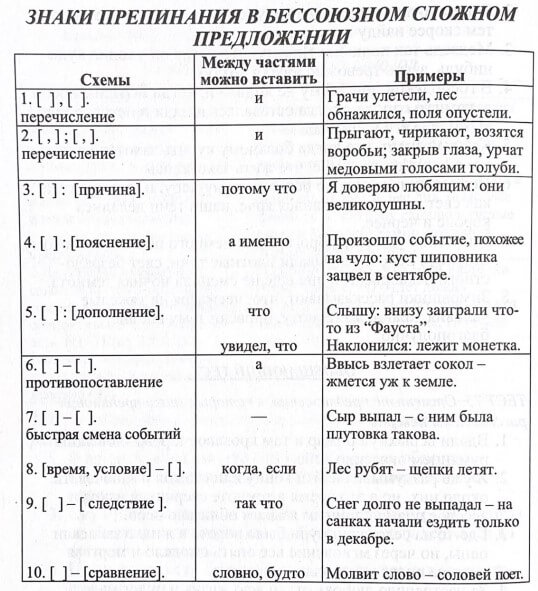 ЗНАКИ ПРЕПИНАНИЯ В БЕССОЮЗНОМ СЛОЖНОМ
ПРЕДЛОЖЕНИИ
Схемы
Между частями
можно вставить
Примеры
1. [ ] , [ ].
перечисление
и
Грачи улетели, лес
обнажился, поля опустели.
2. [ , ] ; [ , ].
перечисление
и
Прыгают, чирикают, возятся
воробьи; закрыв глаза, урчат
медовыми голосами голуби.
3. [ ] : [причина].
потому что
Я доверяю любящим: они
великодушны.
4. [ ] : [пояснение].
а именно
Произошло событие, похожее
на чудо: куст шиповника
зацвел в сентябре.
5. [ ] : [дополнение].
что
увидел, что
Слышу: внизу заиграли что-
то из “Фауста”.
Наклонился: лежит монетка.
6. [ ] – [ ].
противопоставление
а
Ввысь взлетает сокол –
жмется уж к земле.
7. [ ] – [ ].
быстрая смена событий
—
Сыр выпал – с ним была
плутовка такова.
8. [время, условие] – [ ].
когда, если
Лес рубят – щепки летят.
9. [ ] – [ следствие ].
так что
Снег долго не выпадал – на
санках начали ездить только
в декабре.
10. [ ] – [сравнение].
словно, будто
Молвит слово – соловей поет.